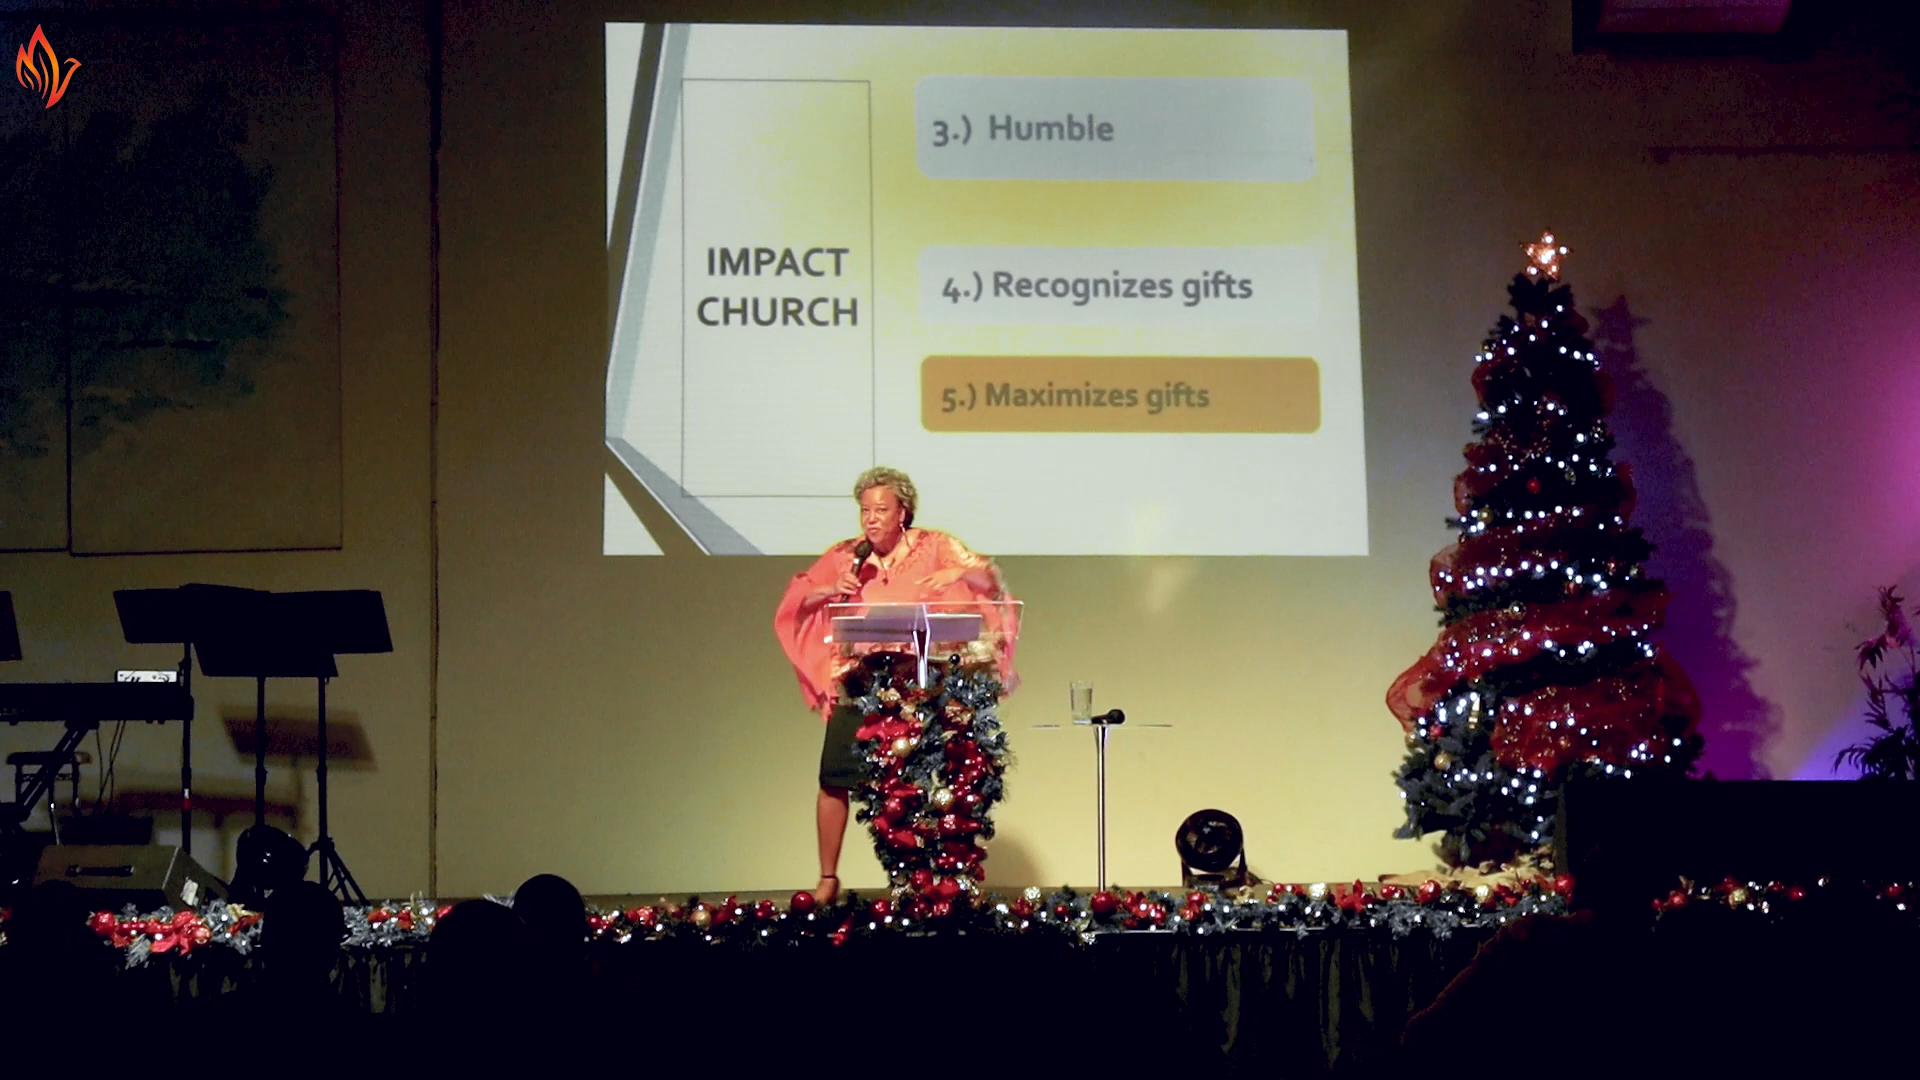 IMPACT
CHURCH
3.) Humble
4.) Recognizes gifts
5.) Maximizes gifts